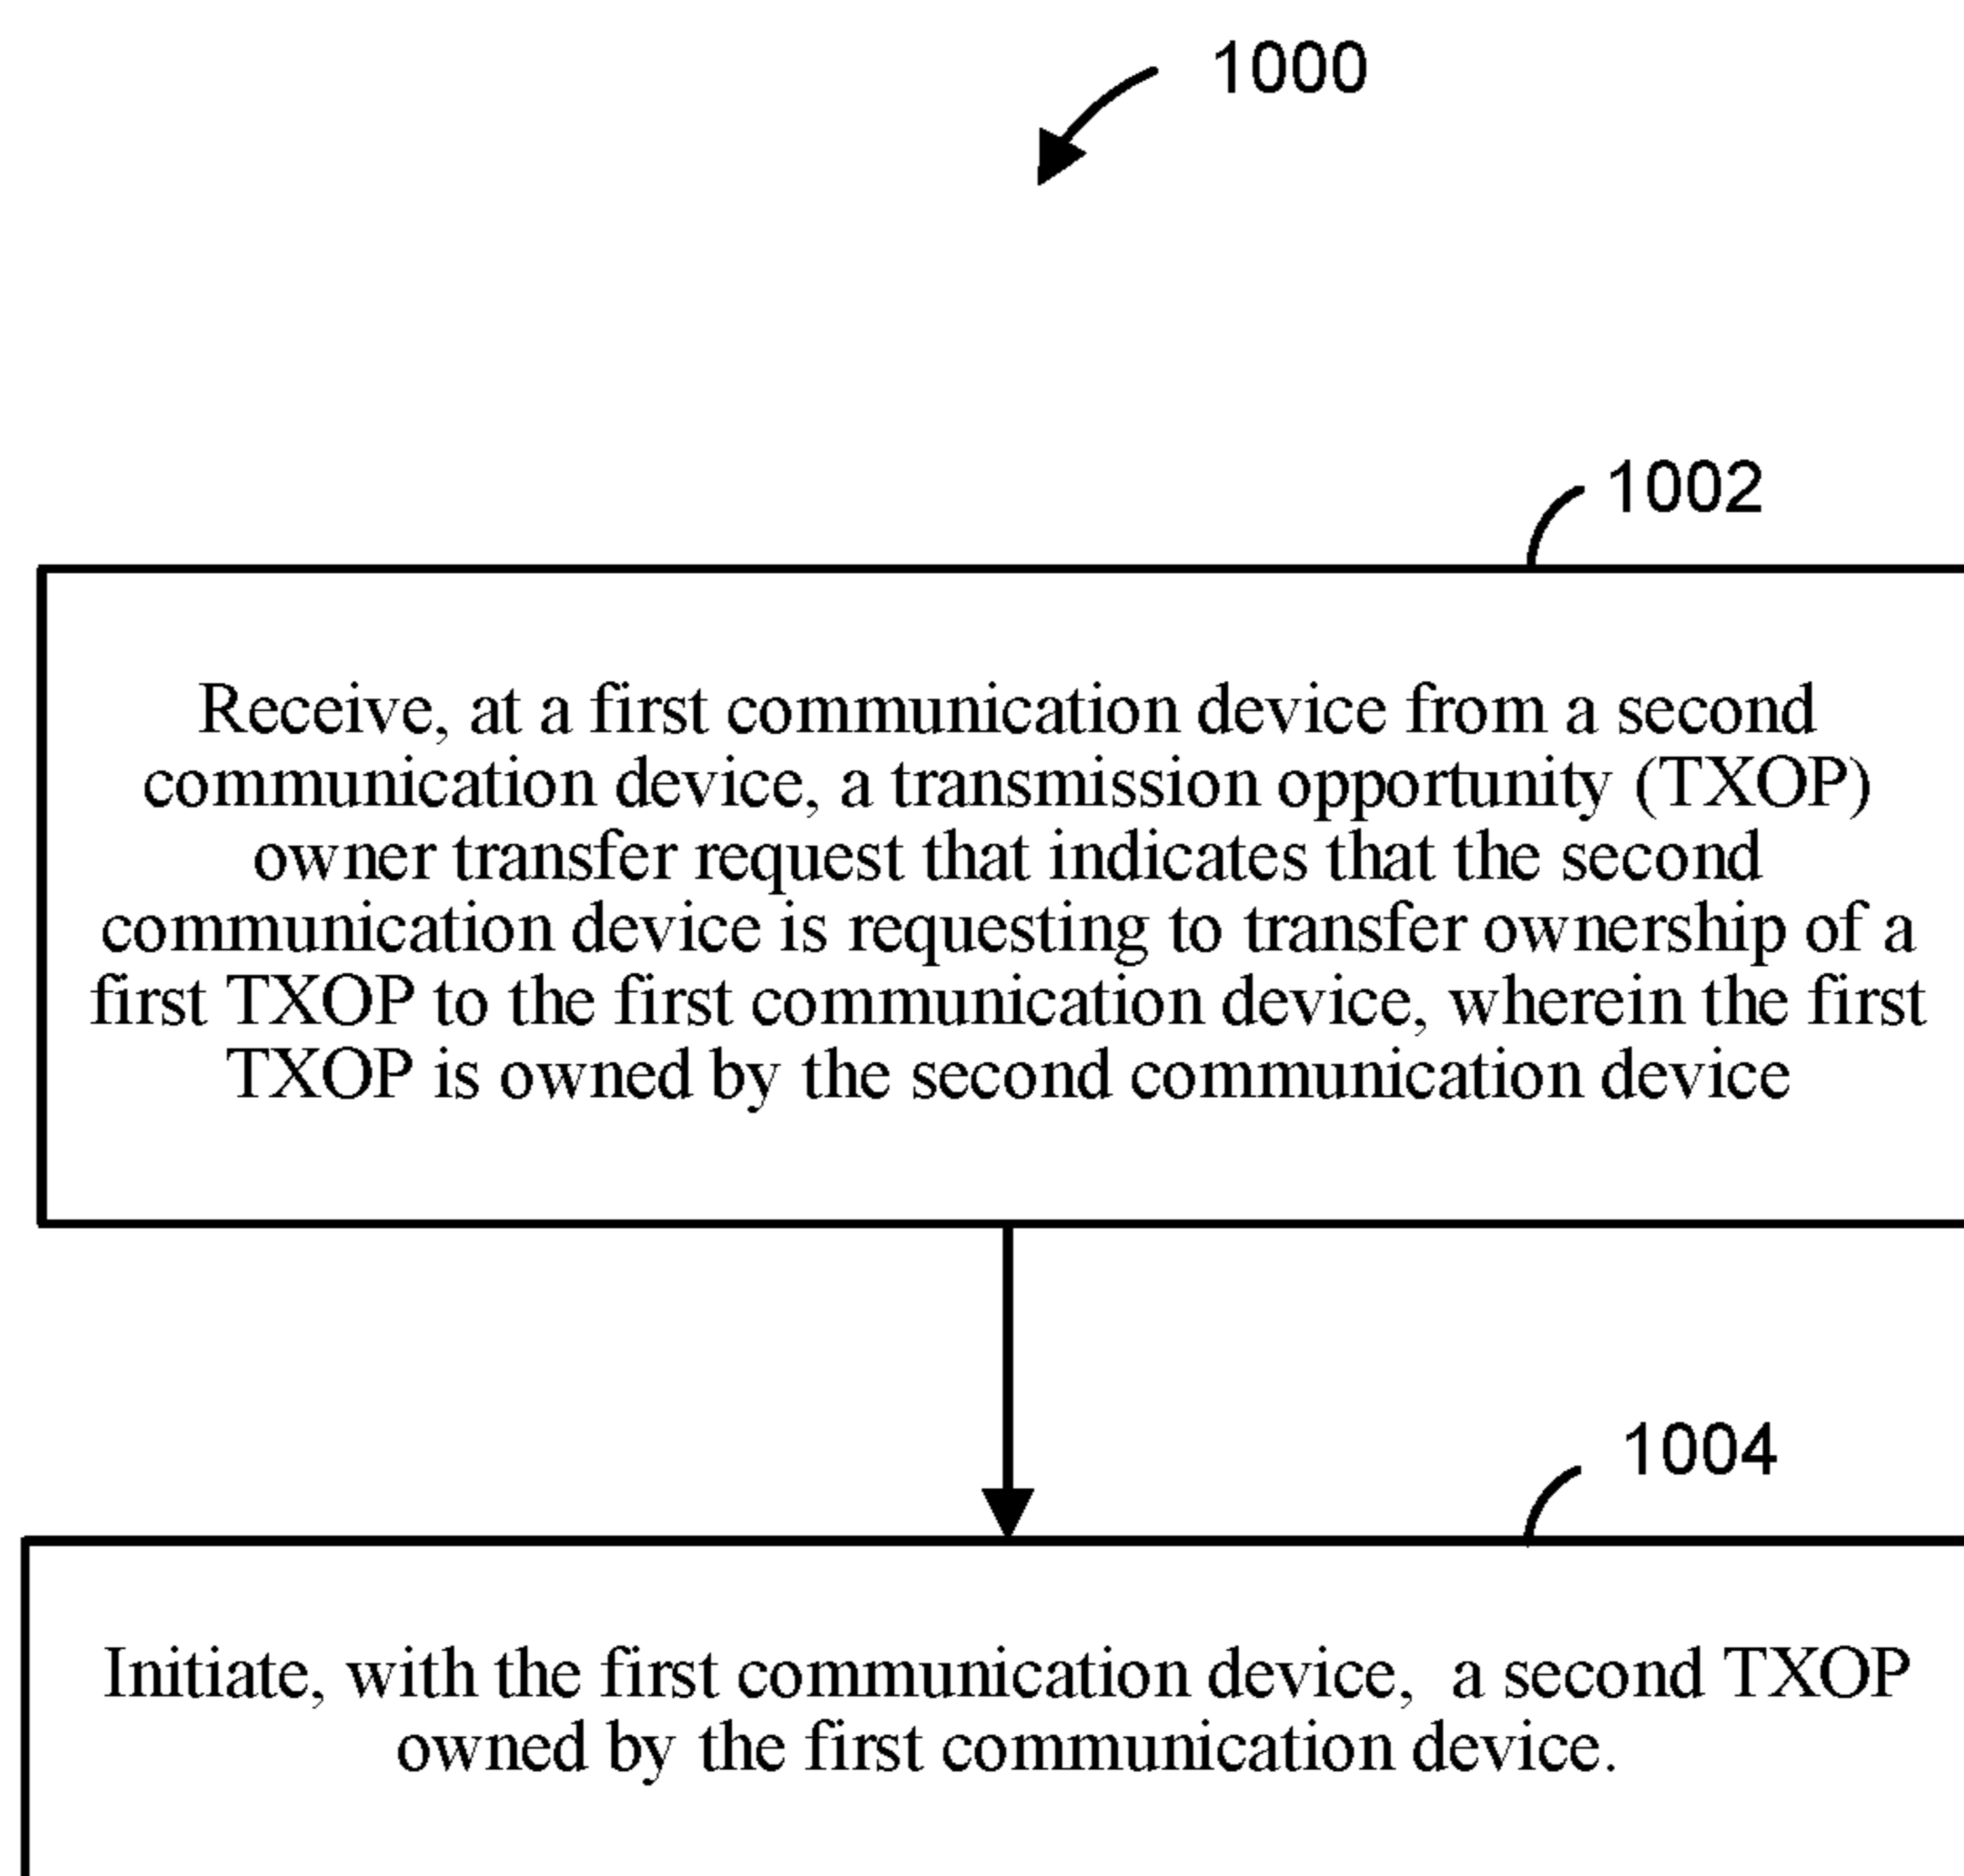 1000
1002
Receive, at a first communication device from a second
communication device, a transmission opportunity (TXOP)
owner transfer request that indicates that the second
communication device is requesting to transfer ownership of a
first TXOP to the first communication device, wherein the first
TXOP is owned by the second communication device
1004
Initiate, with the first communication device, a second TXOP
owned by the first communication device.